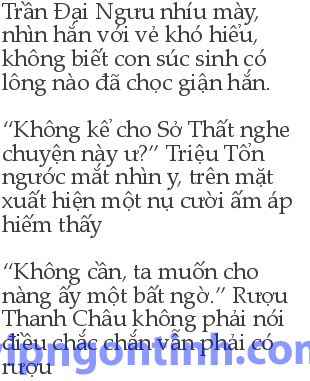 Trần Đại Ngưu nhíu mày,
nhìn hắn với vẻ khó hiểu,
không biết con súc sinh có
lông nào đã chọc giận hắn.
“Không kể cho Sở Thất nghe
chuyện này ư?” Triệu Tổn
ngước mắt nhìn y, trên mặt
xuất hiện một nụ cười ấm áp
hiếm thấy
“Không cần, ta muốn cho
nàng ấy một bất ngờ.” Rượu
Thanh Châu không phải nói
điều chắc chắn vẫn phải có
rượu
vipngontinh.com